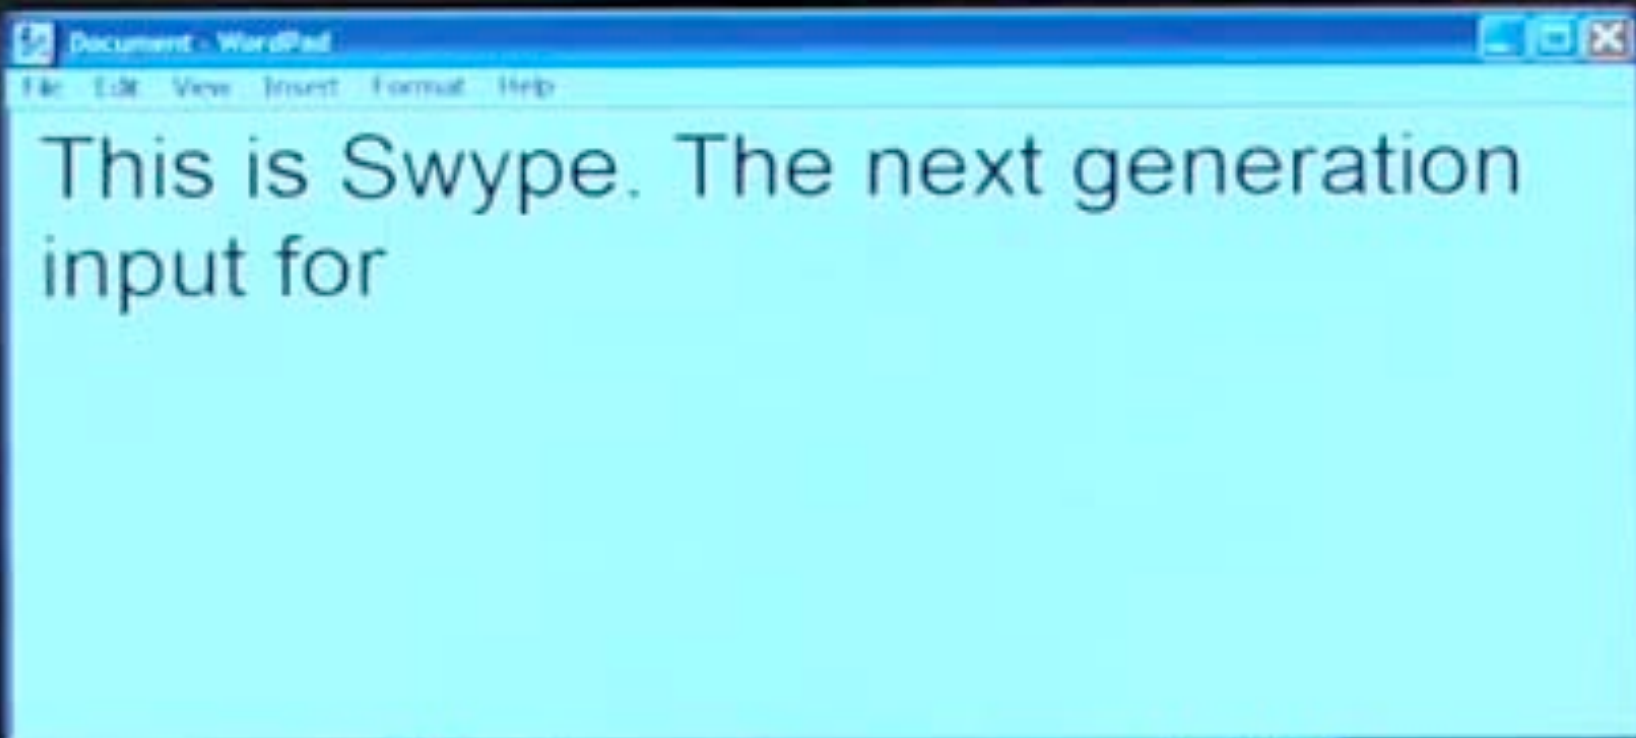 Document - WordPad
File Edit View Insert Format Help
This is Swype. The next generation
input for